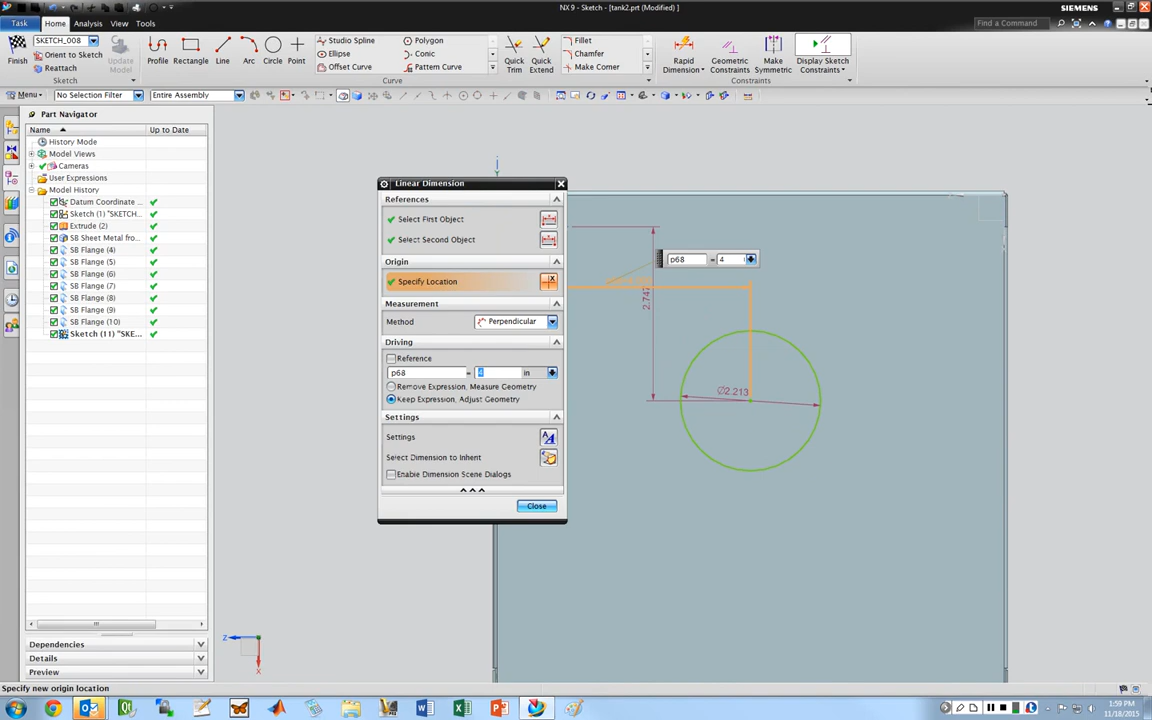 NX 9 - Sketch - [tank2.prt (Modified) ]
SIEMENS
Task Home Analysis View Tools
Find a Command
SKETCH_008
Orient to Sketch
Reattach
Finish
Update Model
Sketch
Profile Rectangle Line Arc Circle Point
Studio Spline
Ellipse
Offset Curve
Polygon
Conic
Pattern Curve
Quick Trim
Quick Extend
Fillet
Chamfer
Make Corner
Curve
Rapid Dimension
Geometric Constraints
Make Symmetric
Display Sketch Constraints
Constraints
Menu
No Selection Filter
Entire Assembly
Part Navigator
Name Up to Date
History Mode
Model Views
Cameras
User Expressions
Model History
Datum Coordinate ...
Sketch (1) "SKETCH...
Extrude (2)
SB Sheet Metal fro...
SB Flange (4)
SB Flange (5)
SB Flange (6)
SB Flange (7)
SB Flange (8)
SB Flange (9)
SB Flange (10)
Sketch (11) "SKE...
Dependencies
Details
Preview
Linear Dimension
References
Select First Object
Select Second Object
Origin
Specify Location
Measurement
Method Perpendicular
Driving
Reference
p68 = 4 in
Remove Expression, Measure Geometry
Keep Expression, Adjust Geometry
Settings
Settings
Select Dimension to Inherit
Enable Dimension Scene Dialogs
Close
p68 = 4
2.747
Ø2.213
Z
X
Specify new origin location
1:59 PM
11/18/2015